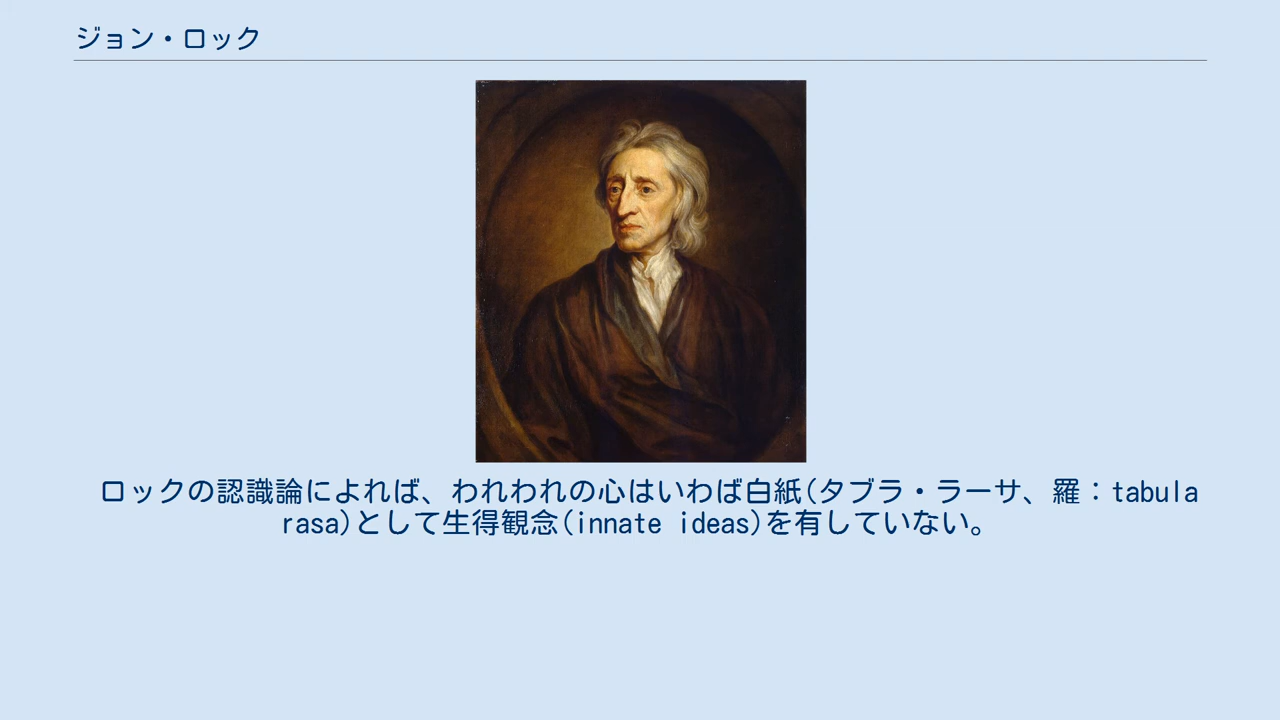 ジョン・ロック
ロックの認識論によれば、われわれの心はいわば白紙(タブラ・ラーサ、羅：tabula
rasa)として生得観念(innate ideas)を有していない。